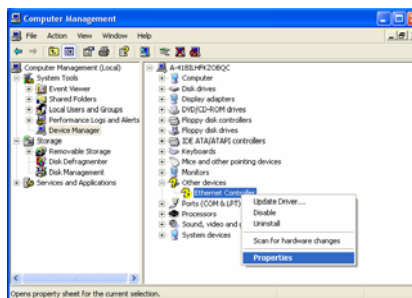 Computer Management
File Action View Window Help
Computer Management (Local)
System Tools
Event Viewer
Shared Folders
Local Users and Groups
Performance Logs and Alerts
Device Manager
Storage
Removable Storage
Disk Defragmenter
Disk Management
Services and Applications
Computer
Disk drives
Display adapters
DVD/CD-ROM drives
Floppy disk controllers
Floppy disk drives
IDE ATA/ATAPI controllers
Keyboards
Mice and other pointing devices
Monitors
Other devices
Ethernet Controller
Ports (COM & LPT)
Processors
Sound, video and
System devices
Update Driver...
Disable
Uninstall
Scan for hardware changes
Properties
Opens property sheet for the current selection.